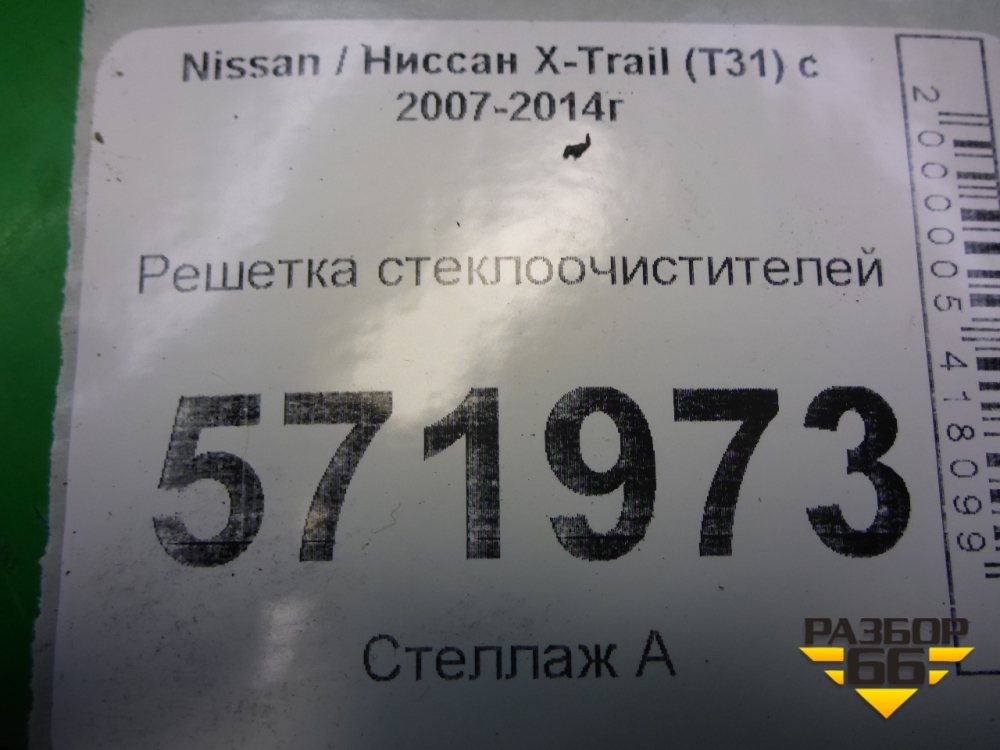 Nissan / Ниссан X-Trail (T31) с
2007-2014г
Решетка стеклоочистителей
571973
Стеллаж А
2000005418099
РАЗБОР
66